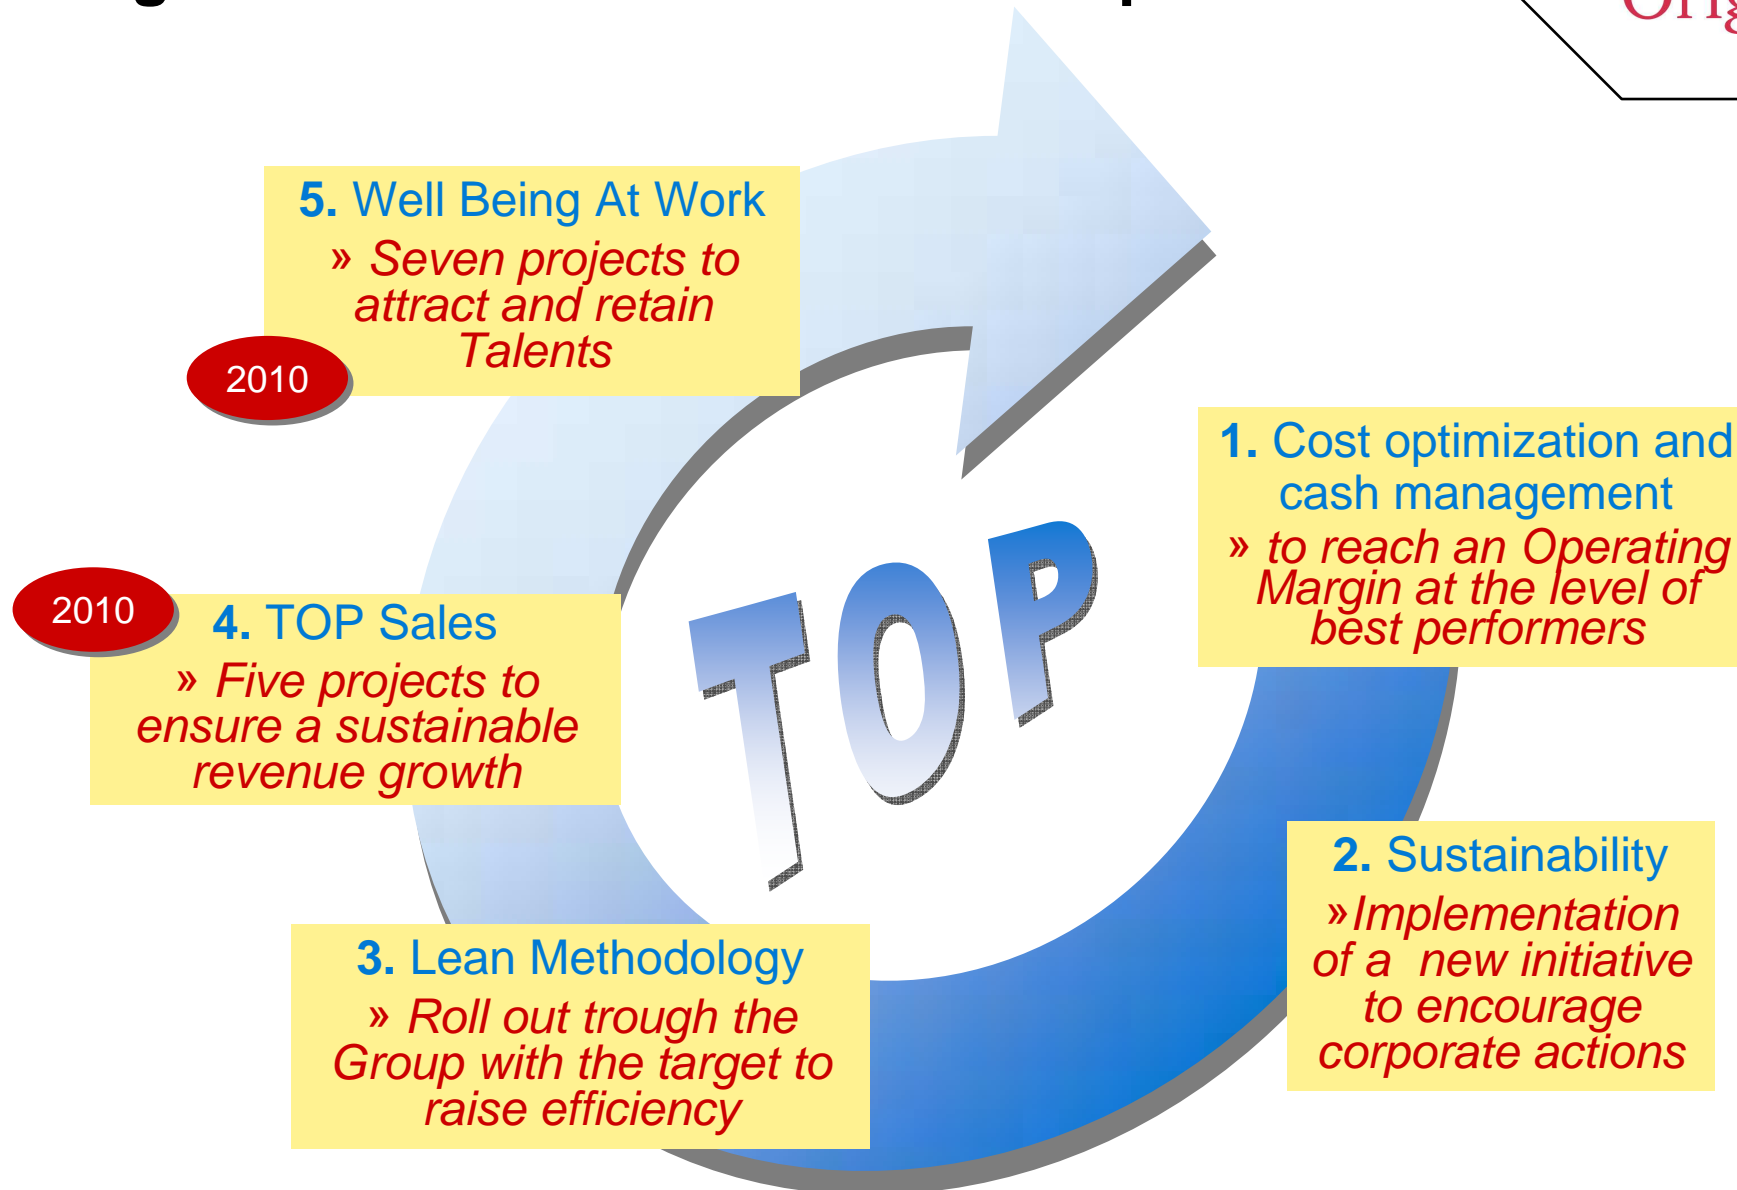 5. Well Being At Work
» Seven projects to
attract and retain
Talents
2010
1. Cost optimization and
cash management
» to reach an Operating
Margin at the level of
best performers
2010
4. TOP Sales
» Five projects to
ensure a sustainable
revenue growth
TOP
2. Sustainability
»Implementation
of a new initiative
to encourage
corporate actions
3. Lean Methodology
» Roll out trough the
Group with the target to
raise efficiency